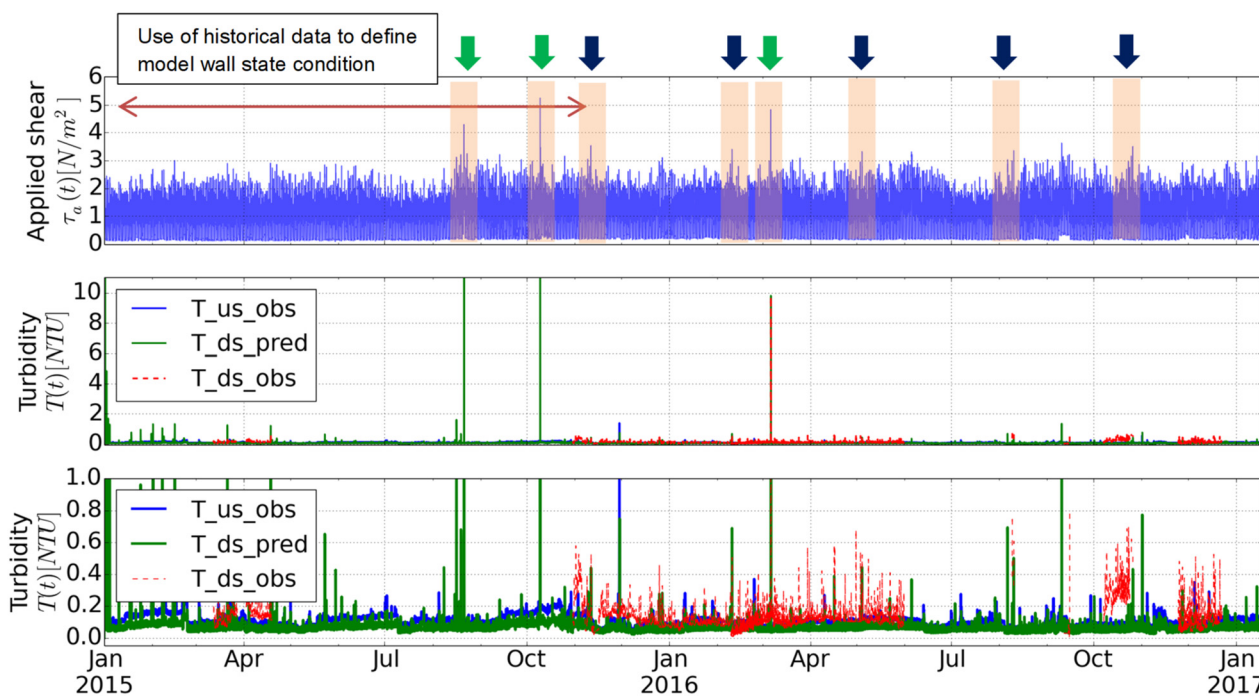 Use of historical data to define
model wall state condition
Applied shear
τ_a(t)[N/m²]
6
5
4
3
2
1
0
Turbidity
T(t)[NTU]
10
8
6
4
2
0
T_us_obs
T_ds_pred
T_ds_obs
Turbidity
T(t)[NTU]
1.0
0.8
0.6
0.4
0.2
0.0
T_us_obs
T_ds_pred
T_ds_obs
Jan Apr Jul Oct Jan Apr Jul Oct Jan
2015 2016 2017